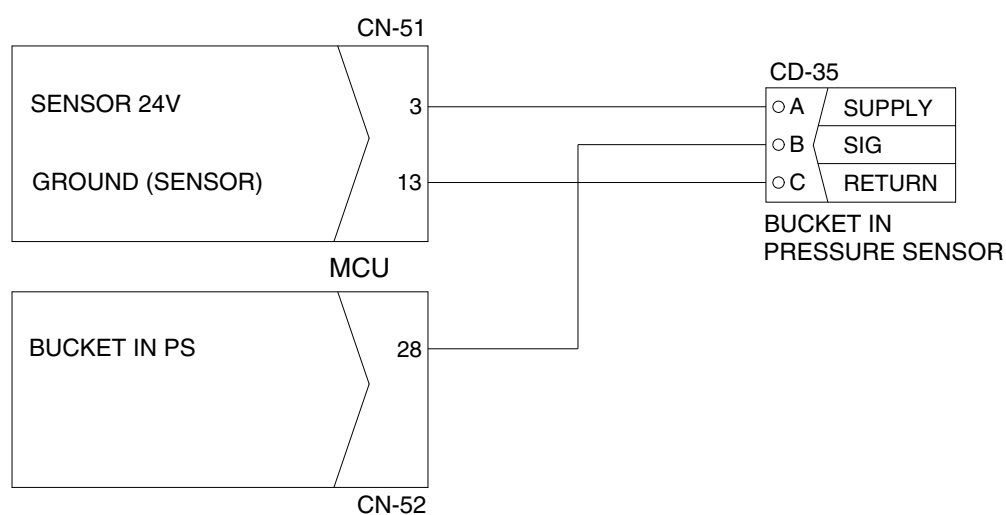 CN-51
SENSOR 24V 3
GROUND (SENSOR) 13
MCU
BUCKET IN PS 28
CN-52
CD-35
A SUPPLY
B SIG
C RETURN
BUCKET IN
PRESSURE SENSOR